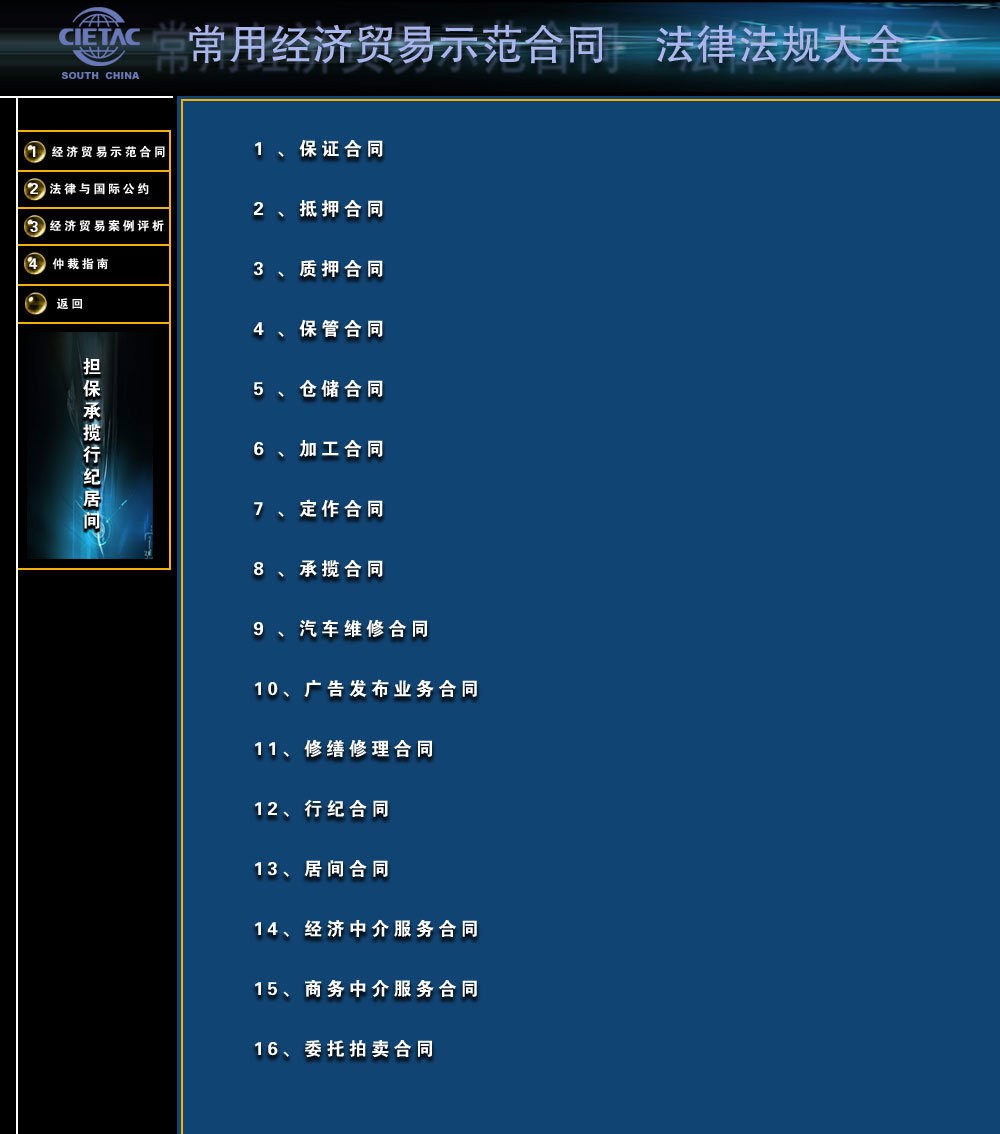 CIETAC
SOUTH CHINA
常用经济贸易示范合同 法律法规大全
1 经济贸易示范合同
2 法律与国际公约
3 经济贸易案例评析
4 仲裁指南
返回
担保承揽行纪居间
1 、保证合同
2 、抵押合同
3 、质押合同
4 、保管合同
5 、仓储合同
6 、加工合同
7 、定作合同
8 、承揽合同
9 、汽车维修合同
10、广告发布业务合同
11、修缮修理合同
12、行纪合同
13、居间合同
14、经济中介服务合同
15、商务中介服务合同
16、委托拍卖合同